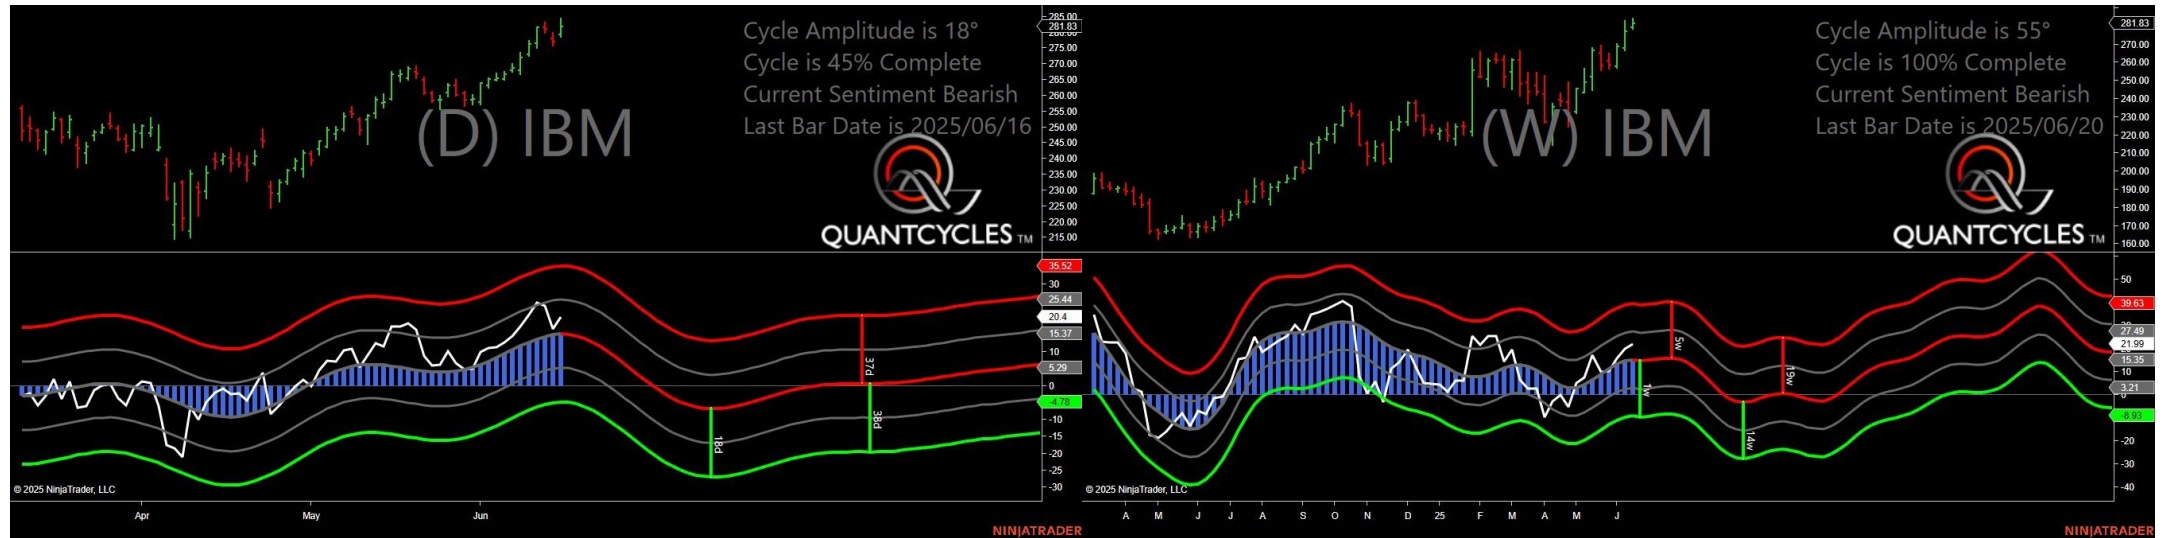 Cycle Amplitude is 18°
Cycle is 45% Complete
Current Sentiment Bearish
Last Bar Date is 2025/06/16
(D) IBM
QUANTCYCLES TM
285.00
281.83
280.00
275.00
270.00
265.00
260.00
255.00
250.00
245.00
240.00
235.00
230.00
225.00
220.00
215.00
35.52
30
25.44
20.4
15.37
10
5.29
0
-4.78
-10
-15
-20
-25
-30
37d
38d
18d
© 2025 NinjaTrader, LLC
Apr
May
Jun
NINJATRADER
Cycle Amplitude is 55°
Cycle is 100% Complete
Current Sentiment Bearish
Last Bar Date is 2025/06/20
(W) IBM
QUANTCYCLES TM
281.83
270.00
260.00
250.00
240.00
230.00
220.00
210.00
200.00
190.00
180.00
170.00
160.00
50
39.63
27.49
21.99
15.35
10
3.21
0
-8.93
-20
-30
-40
5w
19w
1w
14w
© 2025 NinjaTrader, LLC
A M J J A S O N D 25 F M A M J
NINJATRADER